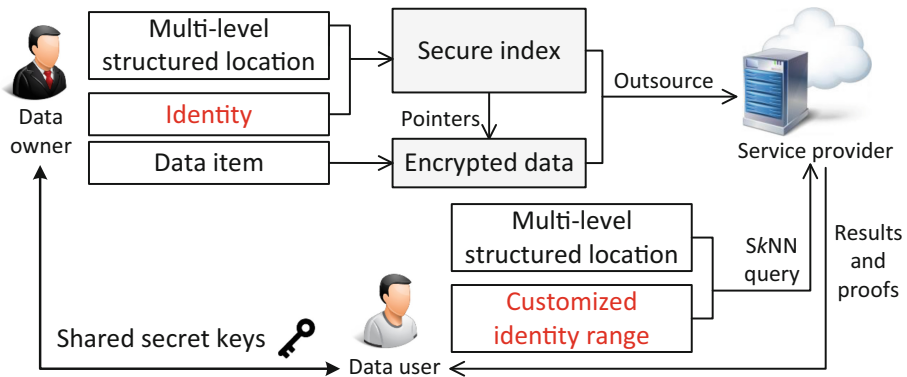 Multi-level
structured location
Secure index
Identity
Data
owner
Pointers
Outsource
Data item
Encrypted data
Service provider
Multi-level
structured location
SkNN
query
Results
and
proofs
Customized
identity range
Shared secret keys
Data user